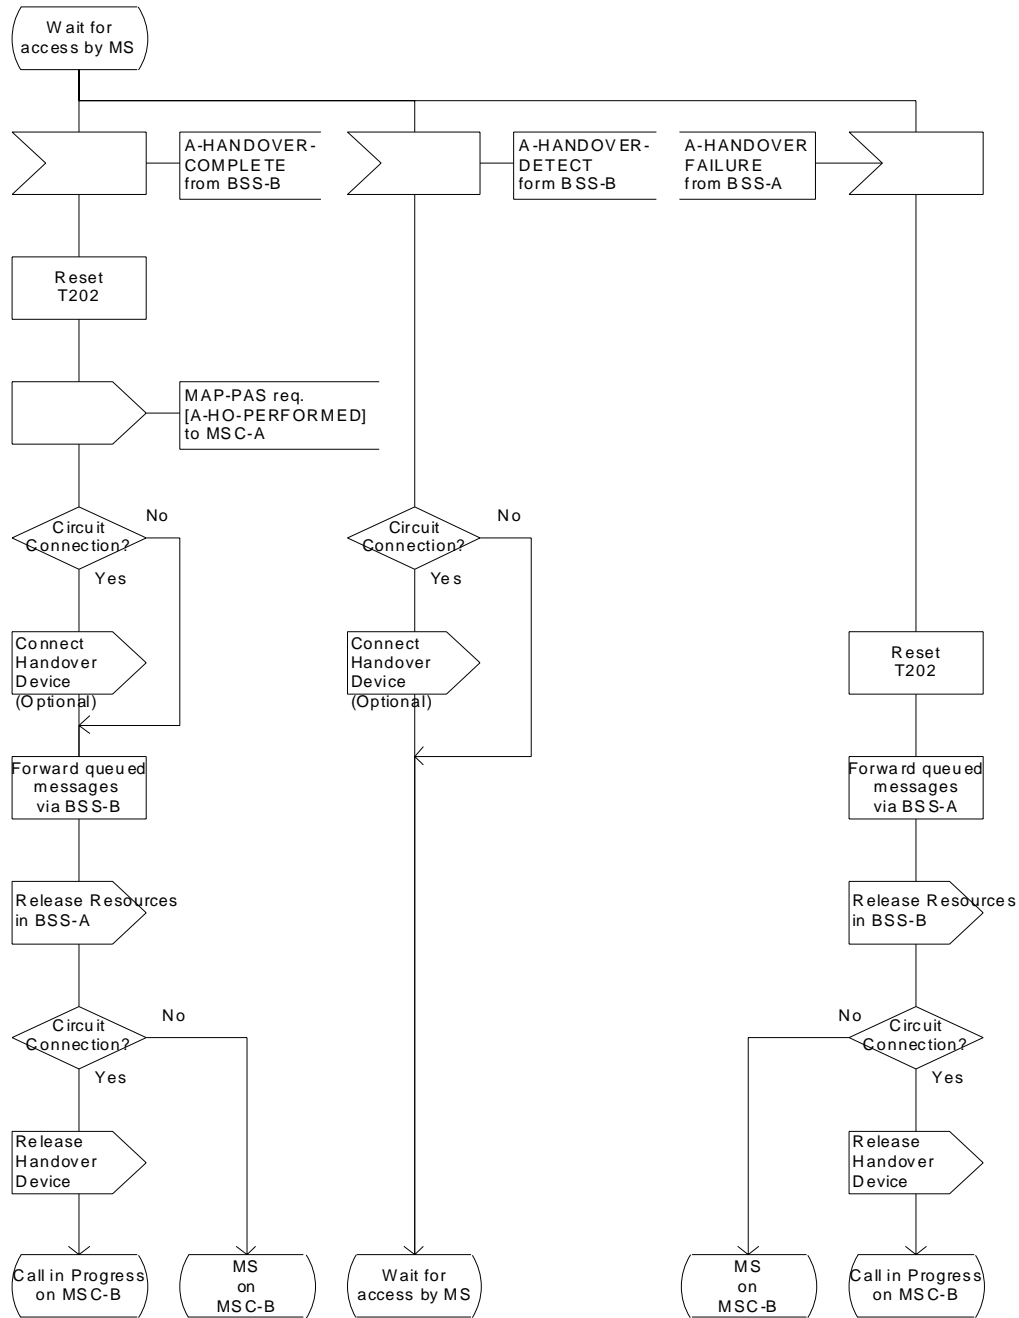 Wait for
access by MS
A-HANDOVER-
COMPLETE
from BSS-B
A-HANDOVER-
DETECT
form BSS-B
A-HANDOVER
FAILURE
from BSS-A
Reset
T202
MAP-PAS req.
[A-HO-PERFORMED]
to MSC-A
Circuit
Connection?
No
Yes
Circuit
Connection?
No
Yes
Connect
Handover
Device
(Optional)
Connect
Handover
Device
(Optional)
Reset
T202
Forward queued
messages
via BSS-B
Forward queued
messages
via BSS-A
Release Resources
in BSS-A
Release Resources
in BSS-B
Circuit
Connection?
No
Yes
No
Circuit
Connection?
Yes
Release
Handover
Device
Release
Handover
Device
Call in Progress
on MSC-B
MS
on
MSC-B
Wait for
access by MS
MS
on
MSC-B
Call in Progress
on MSC-B